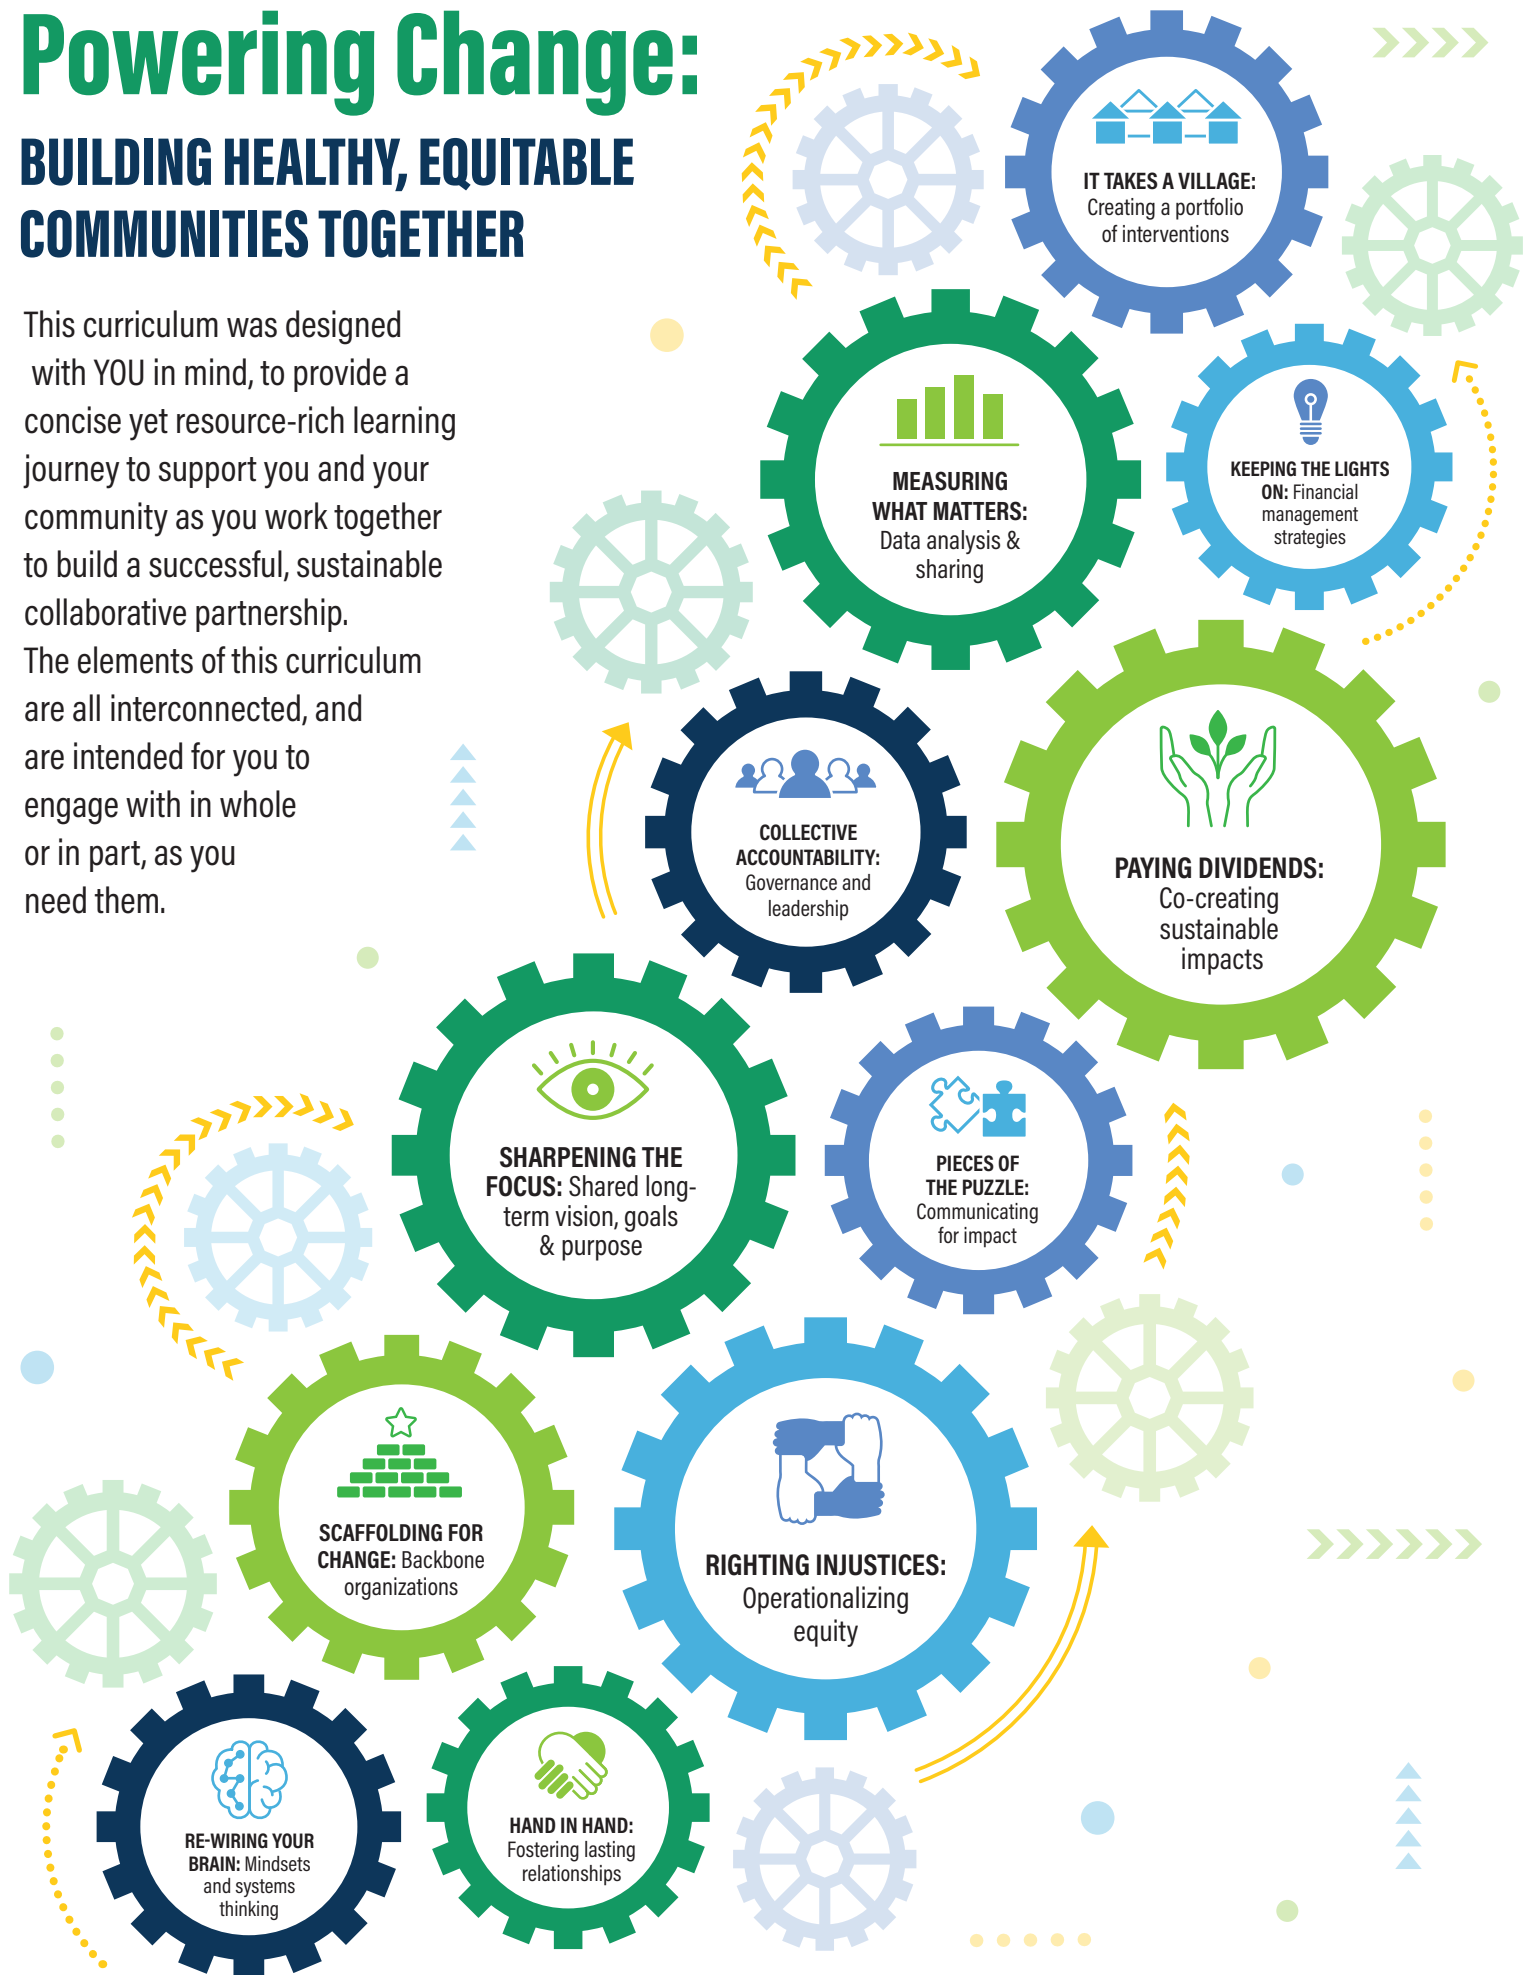 Powering Change:
BUILDING HEALTHY, EQUITABLE
COMMUNITIES TOGETHER
This curriculum was designed
with YOU in mind, to provide a
concise yet resource-rich learning
journey to support you and your
community as you work together
to build a successful, sustainable
collaborative partnership.
The elements of this curriculum
are all interconnected, and
are intended for you to
engage with in whole
or in part, as you
need them.
IT TAKES A VILLAGE:
Creating a portfolio
of interventions
MEASURING
WHAT MATTERS:
Data analysis &
sharing
KEEPING THE LIGHTS
ON: Financial
management
strategies
COLLECTIVE
ACCOUNTABILITY:
Governance and
leadership
PAYING DIVIDENDS:
Co-creating
sustainable
impacts
SHARPENING THE
FOCUS: Shared long-
term vision, goals
& purpose
PIECES OF
THE PUZZLE:
Communicating
for impact
SCAFFOLDING FOR
CHANGE: Backbone
organizations
RIGHTING INJUSTICES:
Operationalizing
equity
RE-WIRING YOUR
BRAIN: Mindsets
and systems
thinking
HAND IN HAND:
Fostering lasting
relationships